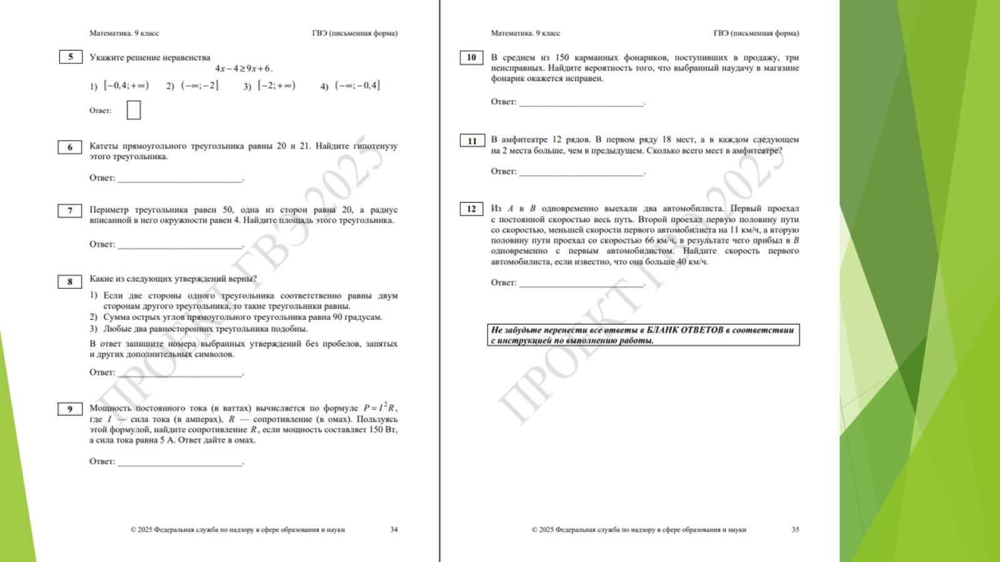 Математика. 9 класс ГВЭ (письменная форма)
5 Укажите решение неравенства
4x − 4 ≥ 9x + 6.
1) [−0,4; +∞) 2) (−∞; −2] 3) [−2; +∞) 4) (−∞; −0,4]
Ответ:
6 Катеты прямоугольного треугольника равны 20 и 21. Найдите гипотенузу
этого треугольника.
Ответ: ____________________________.
7 Периметр треугольника равен 50, одна из сторон равна 20, а радиус
вписанной в него окружности равен 4. Найдите площадь этого треугольника.
Ответ: ____________________________.
8 Какие из следующих утверждений верны?
1) Если две стороны одного треугольника соответственно равны двум
сторонам другого треугольника, то такие треугольники равны.
2) Сумма острых углов прямоугольного треугольника равна 90 градусам.
3) Любые два равносторонних треугольника подобны.
В ответ запишите номера выбранных утверждений без пробелов, запятых
и других дополнительных символов.
Ответ: ____________________________.
9 Мощность постоянного тока (в ваттах) вычисляется по формуле P = I²R,
где I — сила тока (в амперах), R — сопротивление (в омах). Пользуясь
этой формулой, найдите сопротивление R, если мощность составляет 150 Вт,
а сила тока равна 5 А. Ответ дайте в омах.
Ответ: ____________________________.
ПРОЕКТ ГВЭ 2025
© 2025 Федеральная служба по надзору в сфере образования и науки 34
Математика. 9 класс ГВЭ (письменная форма)
10 В среднем из 150 карманных фонариков, поступивших в продажу, три
неисправных. Найдите вероятность того, что выбранный наудачу в магазине
фонарик окажется исправен.
Ответ: ____________________________.
11 В амфитеатре 12 рядов. В первом ряду 18 мест, а в каждом следующем
на 2 места больше, чем в предыдущем. Сколько всего мест в амфитеатре?
Ответ: ____________________________.
12 Из A в B одновременно выехали два автомобилиста. Первый проехал
с постоянной скоростью весь путь. Второй проехал первую половину пути
со скоростью, меньшей скорости первого автомобилиста на 11 км/ч, а вторую
половину пути проехал со скоростью 66 км/ч, в результате чего прибыл в B
одновременно с первым автомобилистом. Найдите скорость первого
автомобилиста, если известно, что она больше 40 км/ч.
Ответ: ____________________________.
Не забудьте перенести все ответы в БЛАНК ОТВЕТОВ в соответствии
с инструкцией по выполнению работы.
ПРОЕКТ ГВЭ 2025
© 2025 Федеральная служба по надзору в сфере образования и науки 35